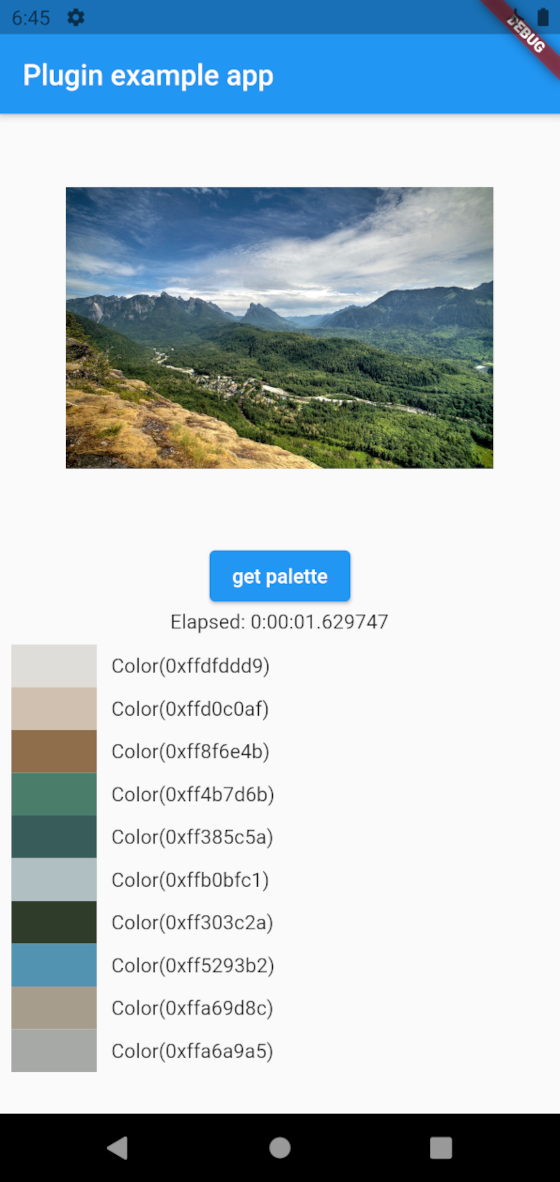 6:45
DEBUG
Plugin example app
get palette
Elapsed: 0:00:01.629747
Color(0xffdfddd9)
Color(0xffd0c0af)
Color(0xff8f6e4b)
Color(0xff4b7d6b)
Color(0xff385c5a)
Color(0xffb0bfc1)
Color(0xff303c2a)
Color(0xff5293b2)
Color(0xffa69d8c)
Color(0xffa6a9a5)